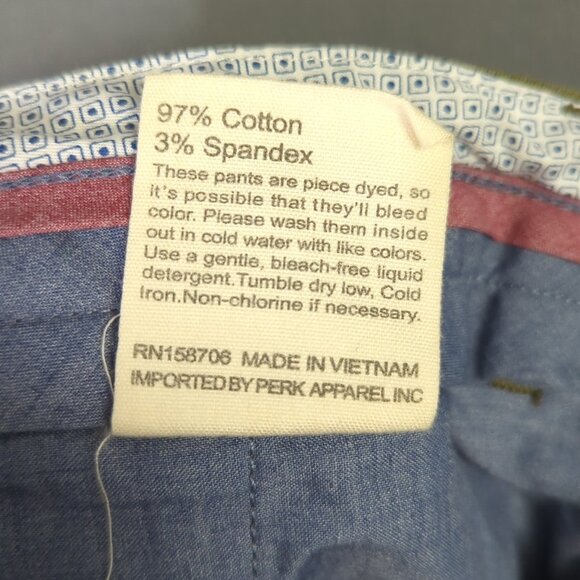 97% Cotton
3% Spandex
These pants are piece dyed, so
it's possible that they'll bleed
color. Please wash them inside
out in cold water with like colors.
Use a gentle, bleach-free liquid
detergent.Tumble dry low, Cold
Iron.Non-chlorine if necessary.
RN158706 MADE IN VIETNAM
IMPORTED BY PERK APPAREL INC